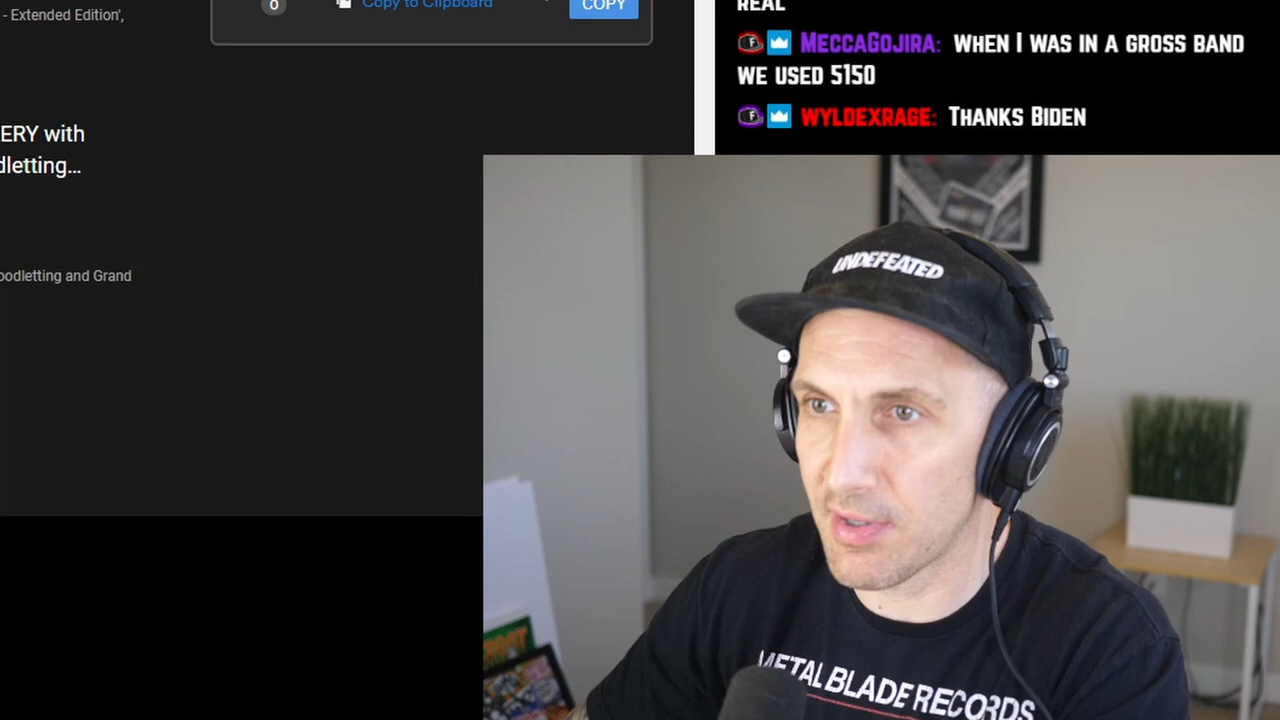 - Extended Edition',
0
Copy to Clipboard
COPY
ERY with
dletting...
oodletting and Grand
REAL
MECCAGOJIRA: WHEN I WAS IN A GROSS BAND
WE USED 5150
WYLDEXRAGE: THANKS BIDEN
UNDEFEATED
METAL BLADE RECORDS